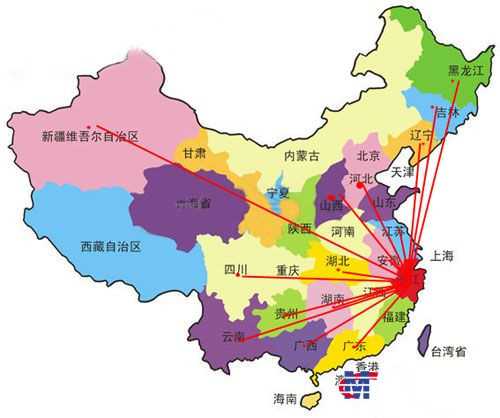 黑龙江
吉林
辽宁
新疆维吾尔自治区
甘肃
内蒙古
北京
天津
河北
宁夏
山西
山东
青海省
陕西
河南
江苏
西藏自治区
上海
安徽
湖北
四川
重庆
湖南
贵州
福建
云南
广西
广东
台湾省
香港
海南